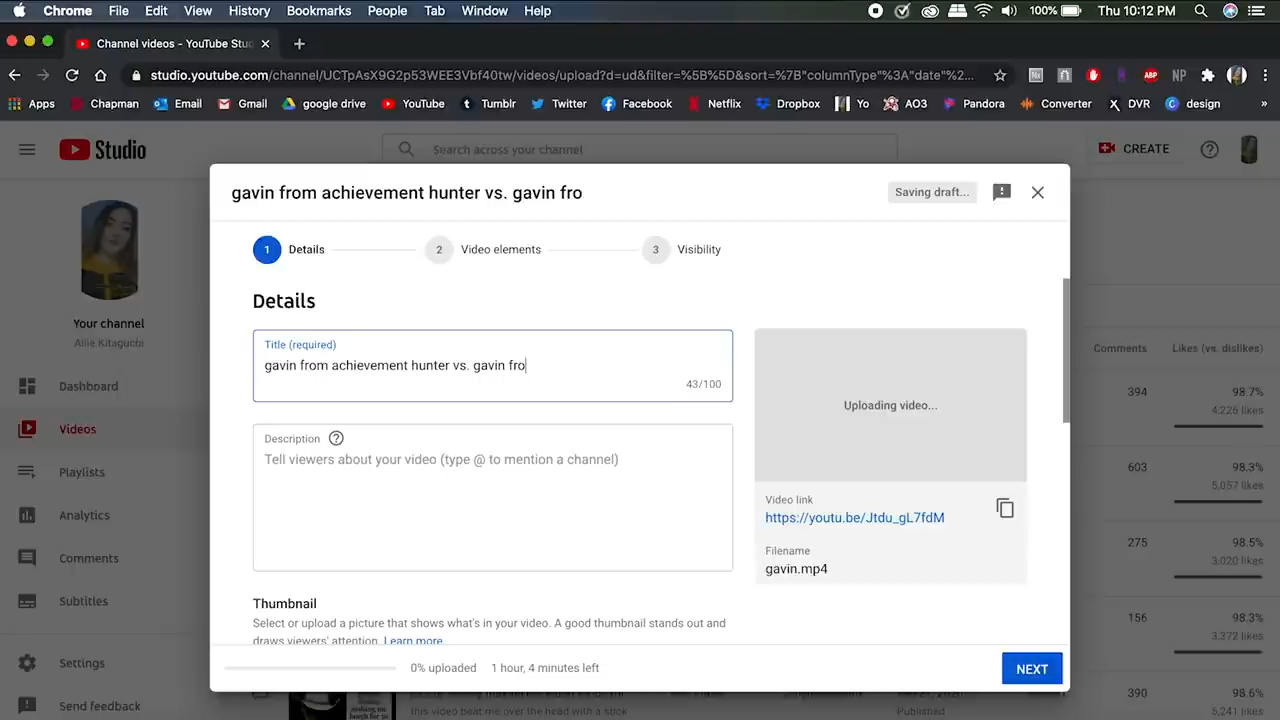 Chrome File Edit View History Bookmarks People Tab Window Help 100% Thu 10:12 PM
Channel videos - YouTube Stu
studio.youtube.com/channel/UCTpAsX9G2p53WEE3Vbf40tw/videos/upload?d=ud&filter=%5B%5D&sort=%7B"columnType"%3A"date"%2...
Apps Chapman Email Gmail google drive YouTube Tumblr Twitter Facebook Netflix Dropbox Yo AO3 Pandora Converter DVR design »
Studio Search across your channel CREATE
gavin from achievement hunter vs. gavin fro Saving draft...
1 Details 2 Video elements 3 Visibility
Details
Your channel
Allie Kitaguchi
Dashboard
Videos
Playlists
Analytics
Comments
Subtitles
Settings
Send feedback
Title (required)
gavin from achievement hunter vs. gavin fro
43/100
Description
Tell viewers about your video (type @ to mention a channel)
Thumbnail
Select or upload a picture that shows what's in your video. A good thumbnail stands out and
draws viewers' attention. Learn more
Uploading video...
Video link
https://youtu.be/Jtdu_gL7fdM
Filename
gavin.mp4
0% uploaded 1 hour, 4 minutes left NEXT
Comments Likes (vs. dislikes)
394 98.7%
4,226 likes
603 98.3%
5,057 likes
275 98.5%
3,020 likes
156 98.3%
3,372 likes
390 98.6%
5,241 likes
this video beat me over the head with a stick
Published